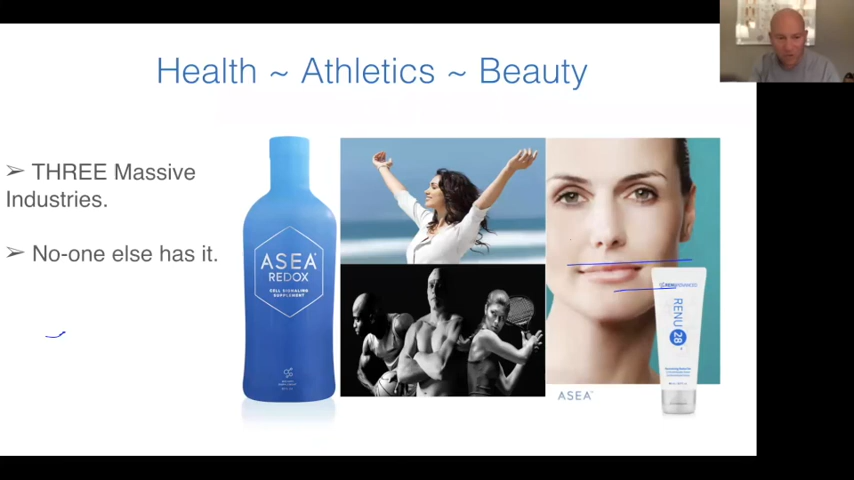 Health ~ Athletics ~ Beauty
➢ THREE Massive
Industries.
➢ No-one else has it.
ASEA
REDOX
CELL SIGNALING
SUPPLEMENT
RENU
28
ASEA